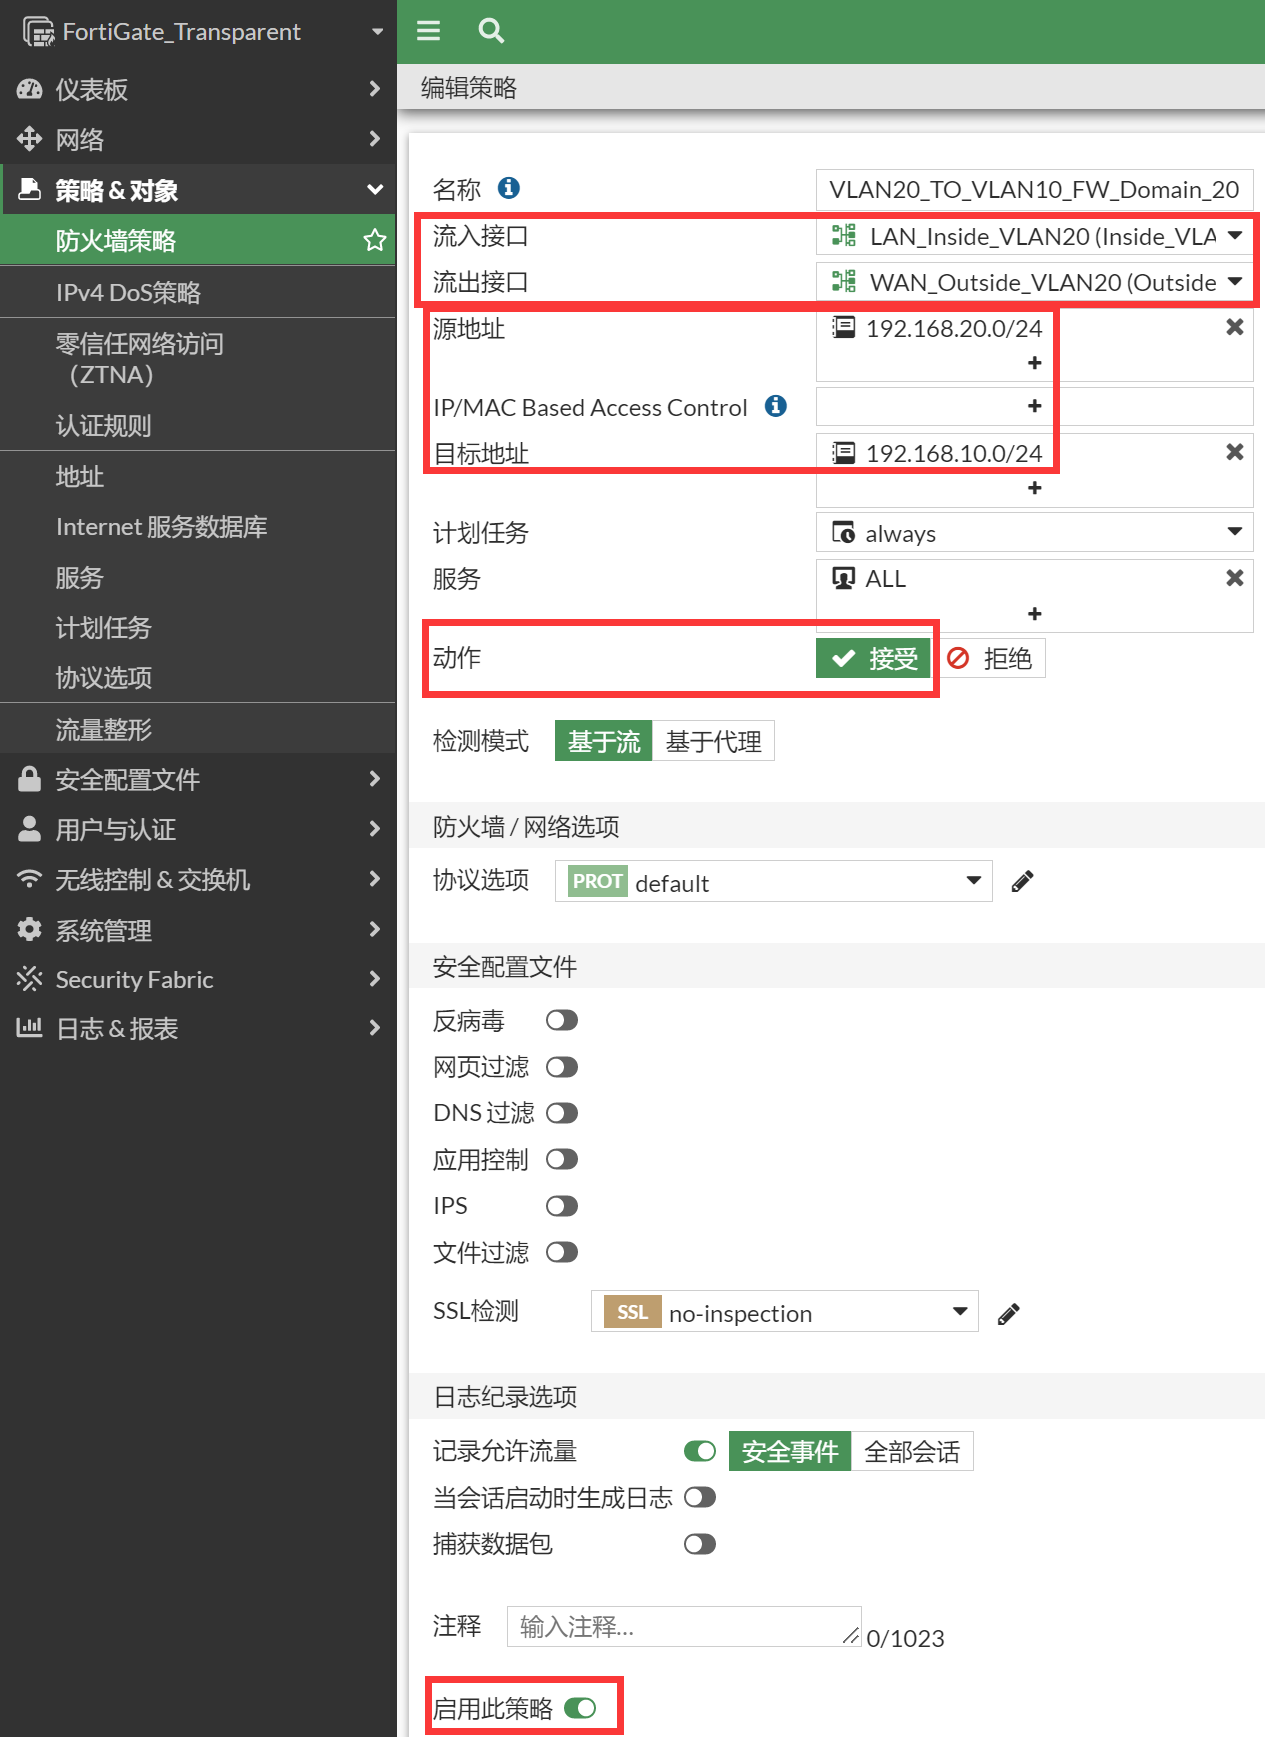 FortiGate_Transparent
仪表板
网络
策略 & 对象
防火墙策略
IPv4 DoS策略
零信任网络访问
（ZTNA）
认证规则
地址
Internet 服务数据库
服务
计划任务
协议选项
流量整形
安全配置文件
用户与认证
无线控制 & 交换机
系统管理
Security Fabric
日志 & 报表
编辑策略
名称 VLAN20_TO_VLAN10_FW_Domain_20
流入接口 LAN_Inside_VLAN20 (Inside_VLA
流出接口 WAN_Outside_VLAN20 (Outside
源地址 192.168.20.0/24
+
IP/MAC Based Access Control +
目标地址 192.168.10.0/24
+
计划任务 always
服务 ALL
+
动作 接受 拒绝
检测模式 基于流 基于代理
防火墙 / 网络选项
协议选项 PROT default
安全配置文件
反病毒
网页过滤
DNS 过滤
应用控制
IPS
文件过滤
SSL检测 SSL no-inspection
日志纪录选项
记录允许流量 安全事件 全部会话
当会话启动时生成日志
捕获数据包
注释 输入注释... 0/1023
启用此策略